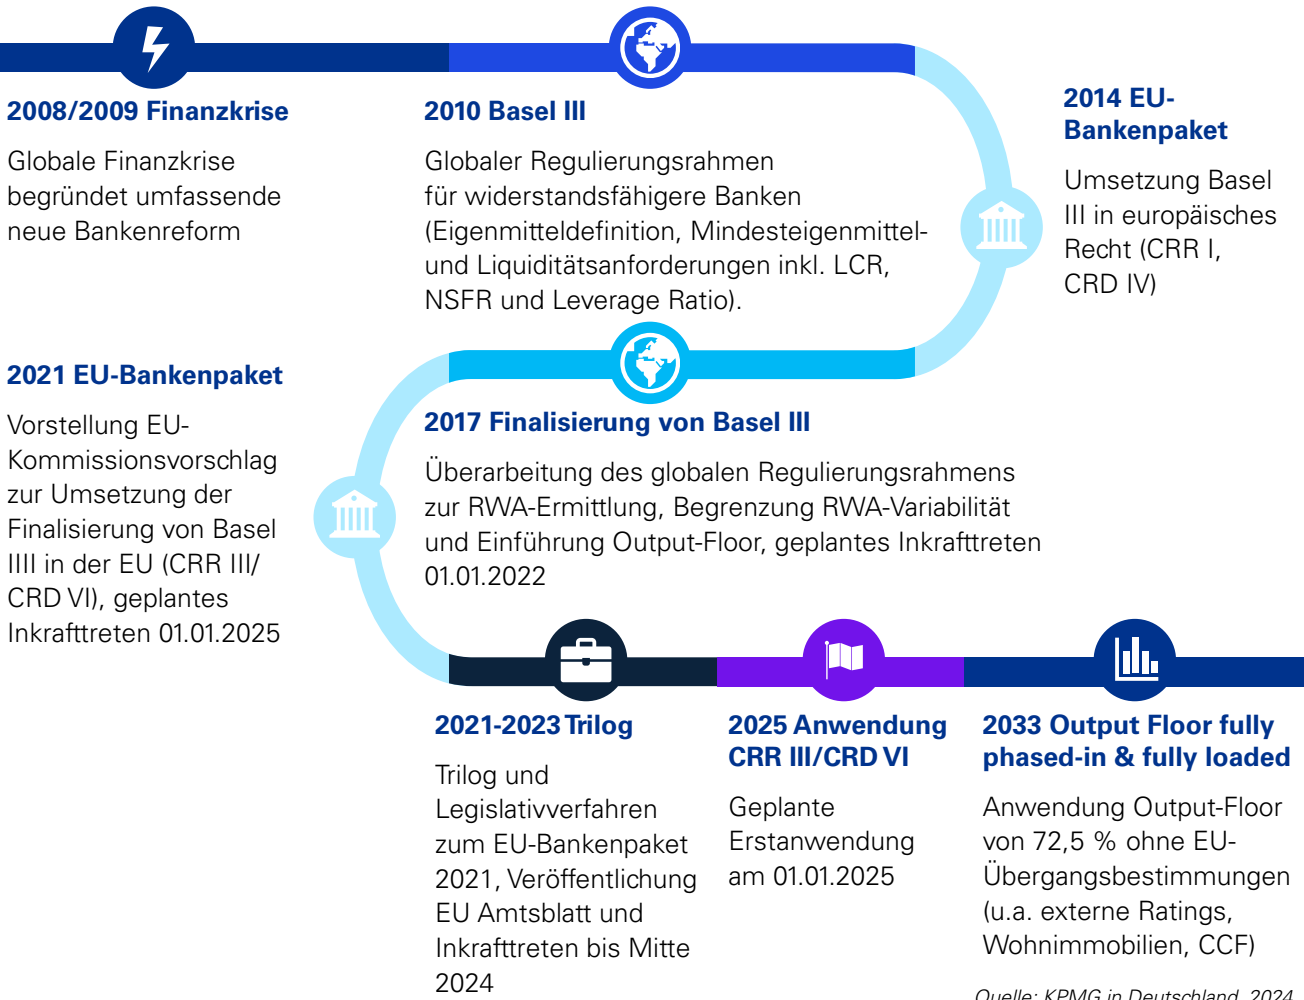 2008/2009 Finanzkrise
Globale Finanzkrise
begründet umfassende
neue Bankenreform
2010 Basel III
Globaler Regulierungsrahmen
für widerstandsfähigere Banken
(Eigenmitteldefinition, Mindesteigenmittel-
und Liquiditätsanforderungen inkl. LCR,
NSFR und Leverage Ratio).
2014 EU-
Bankenpaket
Umsetzung Basel
III in europäisches
Recht (CRR I,
CRD IV)
2017 Finalisierung von Basel III
Überarbeitung des globalen Regulierungsrahmens
zur RWA-Ermittlung, Begrenzung RWA-Variabilität
und Einführung Output-Floor, geplantes Inkrafttreten
01.01.2022
2021 EU-Bankenpaket
Vorstellung EU-
Kommissionsvorschlag
zur Umsetzung der
Finalisierung von Basel
IIII in der EU (CRR III/
CRD VI), geplantes
Inkrafttreten 01.01.2025
2021-2023 Trilog
Trilog und
Legislativverfahren
zum EU-Bankenpaket
2021, Veröffentlichung
EU Amtsblatt und
Inkrafttreten bis Mitte
2024
2025 Anwendung
CRR III/CRD VI
Geplante
Erstanwendung
am 01.01.2025
2033 Output Floor fully
phased-in & fully loaded
Anwendung Output-Floor
von 72,5 % ohne EU-
Übergangsbestimmungen
(u.a. externe Ratings,
Wohnimmobilien, CCF)
Quelle: KPMG in Deutschland, 2024